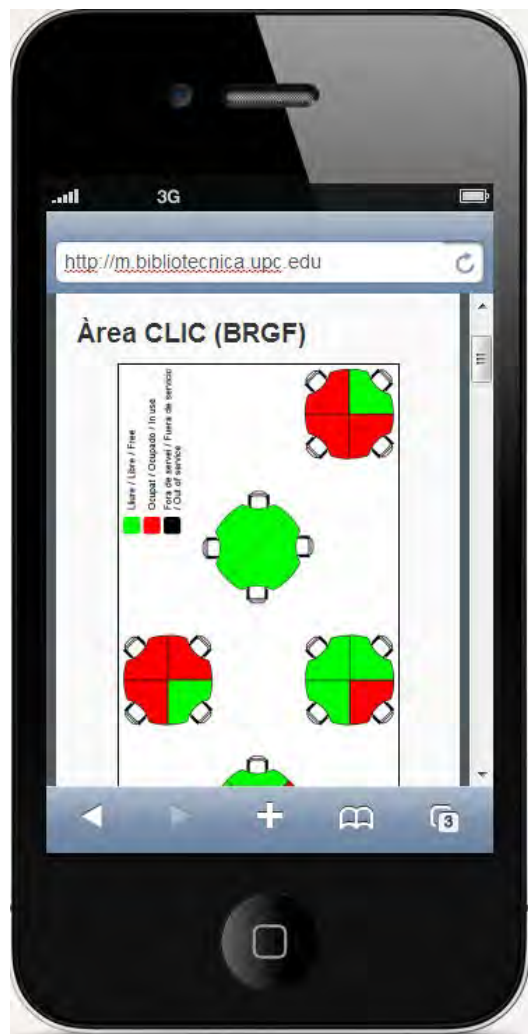 3G
http://m.bibliotecnica.upc.edu
Àrea CLIC (BRGF)
Lliure / Libre / Free
Ocupat / Ocupado / In use
Fora de servei / Fuera de servicio
/ Out of service
3